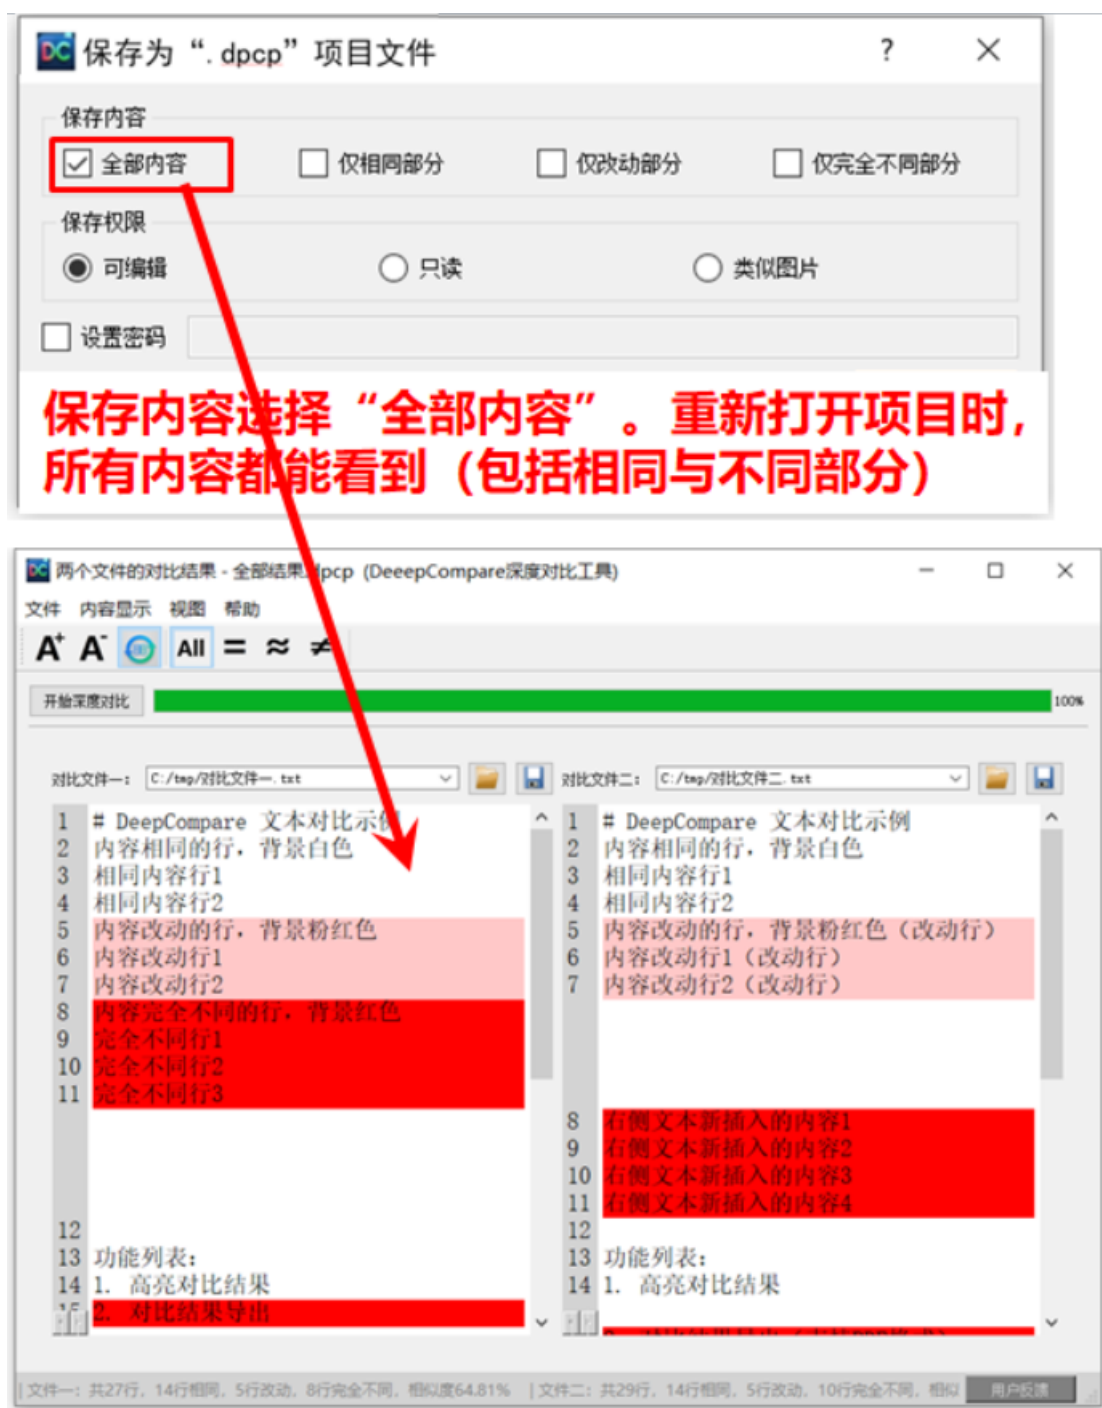 DC 保存为“.dpcp”项目文件 ? ×
保存内容
全部内容 仅相同部分 仅改动部分 仅完全不同部分
保存权限
可编辑 只读 类似图片
设置密码
保存内容选择“全部内容”。重新打开项目时，
所有内容都能看到（包括相同与不同部分）
DC 两个文件的对比结果 - 全部结果.dpcp (DeeepCompare深度对比工具)
文件 内容显示 视图 帮助
A+ A- All = ≈ ≠
开始深度对比 100%
对比文件一： C:/tmp/对比文件一.txt 对比文件二： C:/tmp/对比文件二.txt
1 # DeepCompare 文本对比示例
2 内容相同的行，背景白色
3 相同内容行1
4 相同内容行2
5 内容改动的行，背景粉红色
6 内容改动行1
7 内容改动行2
8 内容完全不同的行，背景红色
9 完全不同行1
10 完全不同行2
11 完全不同行3
12
13 功能列表：
14 1. 高亮对比结果
15 2. 对比结果导出
1 # DeepCompare 文本对比示例
2 内容相同的行，背景白色
3 相同内容行1
4 相同内容行2
5 内容改动的行，背景粉红色（改动行）
6 内容改动行1（改动行）
7 内容改动行2（改动行）
8 右侧文本新插入的内容1
9 右侧文本新插入的内容2
10 右侧文本新插入的内容3
11 右侧文本新插入的内容4
12
13 功能列表：
14 1. 高亮对比结果
文件一：共27行，14行相同，5行改动，8行完全不同，相似度64.81% | 文件二：共29行，14行相同，5行改动，10行完全不同，相似 用户反馈